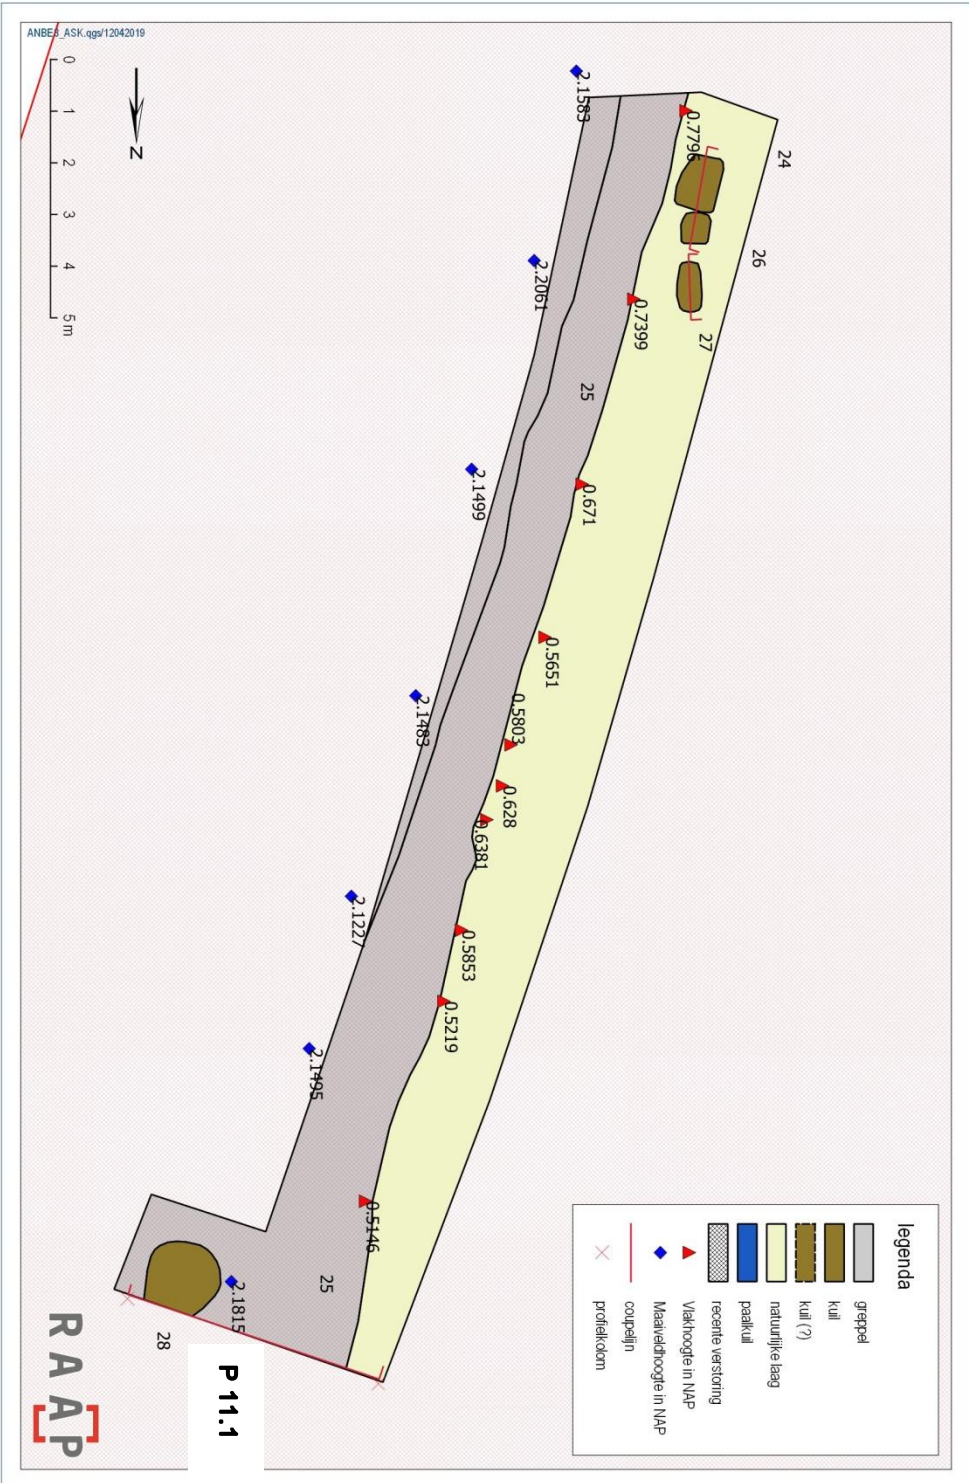 ANBE3_ASK.qgs/12042019
0 1 2 3 4 5 m
N
2.1583
0.7796
24
26
27
2.2061
0.7399
25
2.1499
0.671
0.5651
2.1483
0.5803
0.628
0.6381
2.1227
0.5853
0.5219
2.1495
0.5146
2.1815
25
28
P 11.1
legenda
greppel
kuil
kuil (?)
natuurlijke laag
paalkuil
recente verstoring
Vlakhoogte in NAP
Maaiveldhoogte in NAP
coupelijn
profielkolom
RAAP